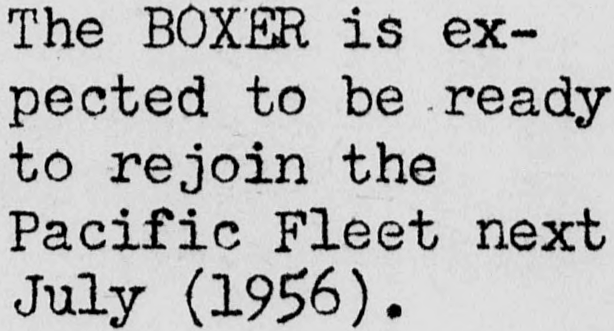 The BOXER is ex-
pected to be ready
to rejoin the
Pacific Fleet next
July (1956).